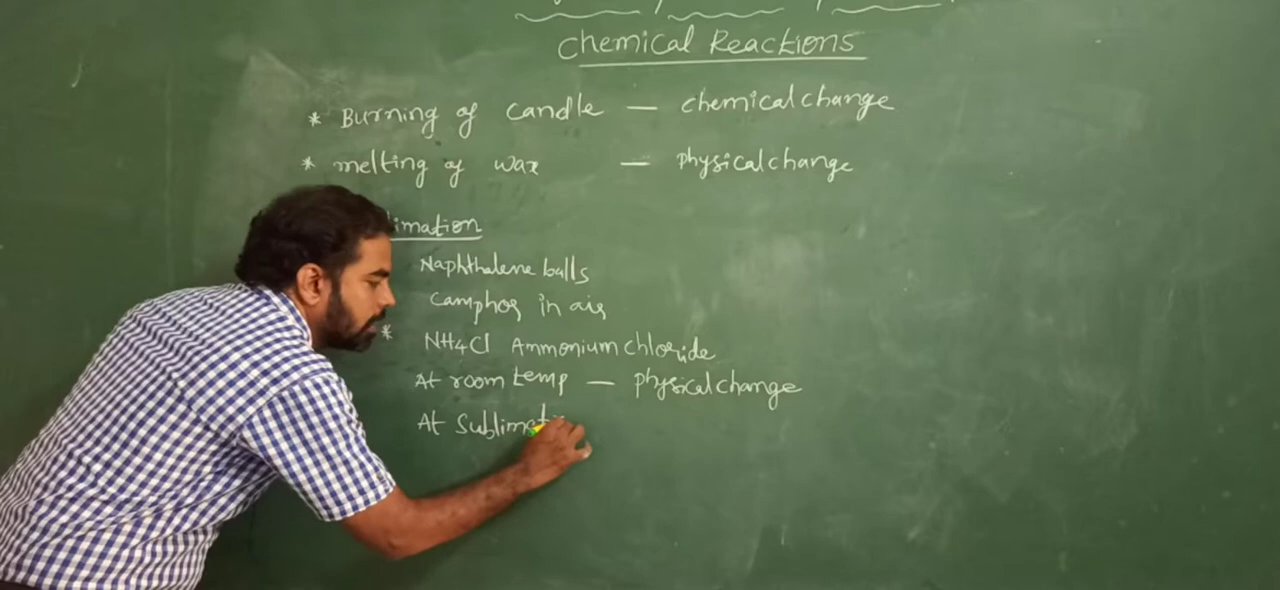 Chemical Reactions
* Burning of candle — chemical change
* melting of wax — physical change
imation
Naphthalene balls
Camphor in air
* NH4Cl Ammonium chloride
At room temp — physical change
At Sublimat